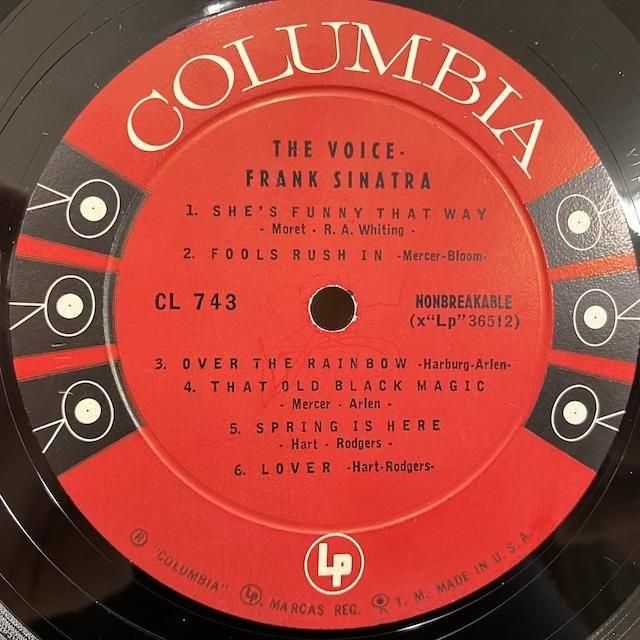 COLUMBIA
THE VOICE-
FRANK SINATRA
1. SHE'S FUNNY THAT WAY
- Moret - R. A. Whiting -
2. FOOLS RUSH IN -Mercer-Bloom-
CL 743
NONBREAKABLE
(x"Lp"36512)
3. OVER THE RAINBOW -Harburg-Arlen-
4. THAT OLD BLACK MAGIC
- Mercer - Arlen -
5. SPRING IS HERE
- Hart - Rodgers -
6. LOVER -Hart-Rodgers-
Lp
® "COLUMBIA" Lp. MARCAS REG. T. M. MADE IN U. S. A.